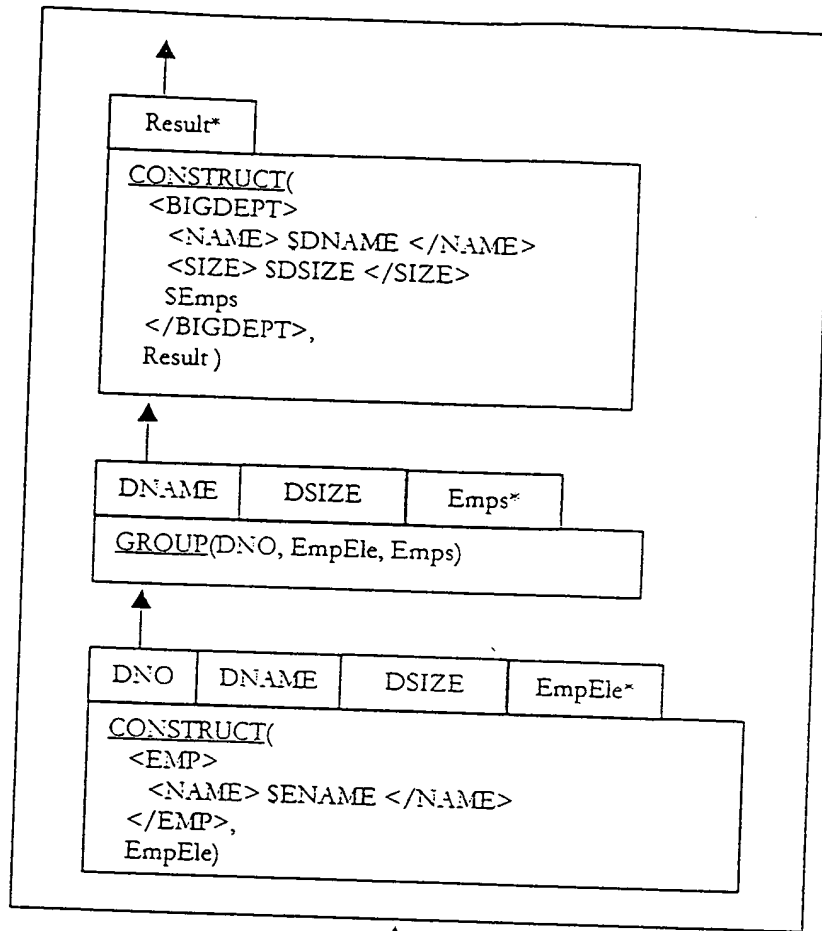 Result*
CONSTRUCT(
<BIGDEPT>
<NAME> $DNAME </NAME>
<SIZE> $DSIZE </SIZE>
$Emps
</BIGDEPT>,
Result )
DNAME DSIZE Emps*
GROUP(DNO, EmpEle, Emps)
DNO DNAME DSIZE EmpEle*
CONSTRUCT(
<EMP>
<NAME> $ENAME </NAME>
</EMP>,
EmpEle)